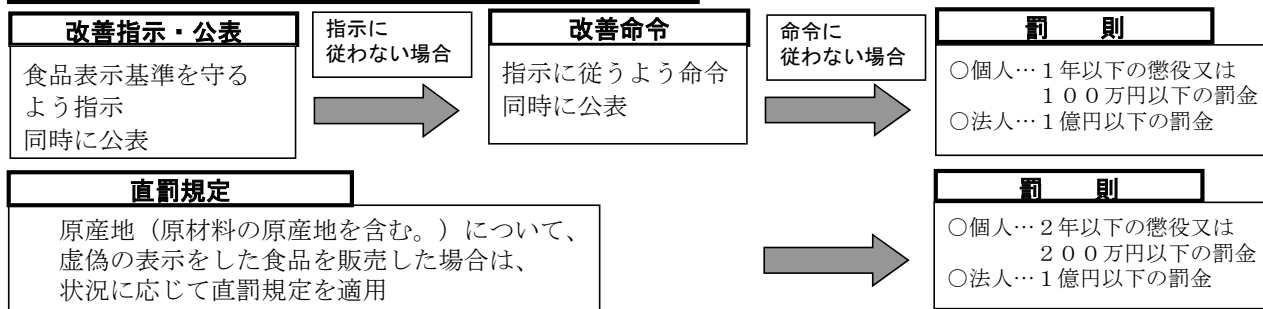 改善指示・公表
食品表示基準を守る
よう指示
同時に公表
指示に
従わない場合
改善命令
指示に従うよう命令
同時に公表
命令に
従わない場合
罰　則
○個人…１年以下の懲役又は
１００万円以下の罰金
○法人…１億円以下の罰金
直罰規定
原産地（原材料の原産地を含む。）について、
虚偽の表示をした食品を販売した場合は、
状況に応じて直罰規定を適用
罰　則
○個人…２年以下の懲役又は
２００万円以下の罰金
○法人…１億円以下の罰金